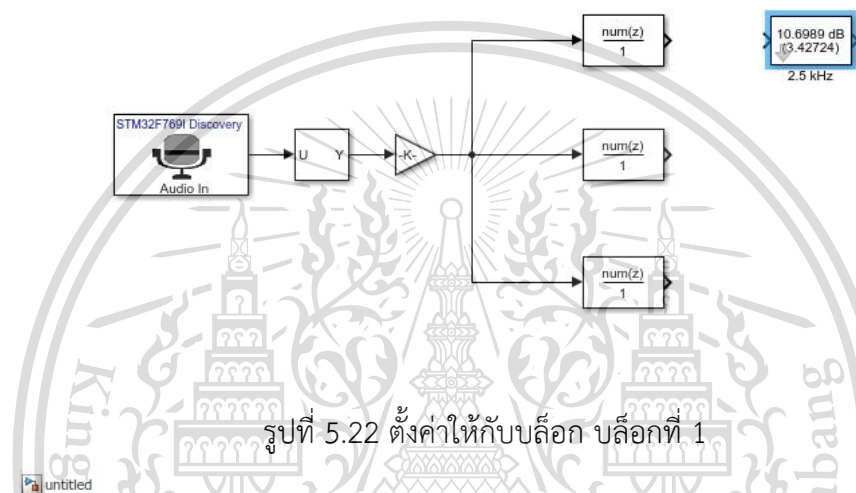 num(z)
1
10.6989 dB
(3.42724)
2.5 kHz
STM32F769I Discovery
Audio In
U Y
-K-
num(z)
1
num(z)
1
King
bang
รูปที่ 5.22 ตั้งค่าให้กับบล็อก บล็อกที่ 1
untitled